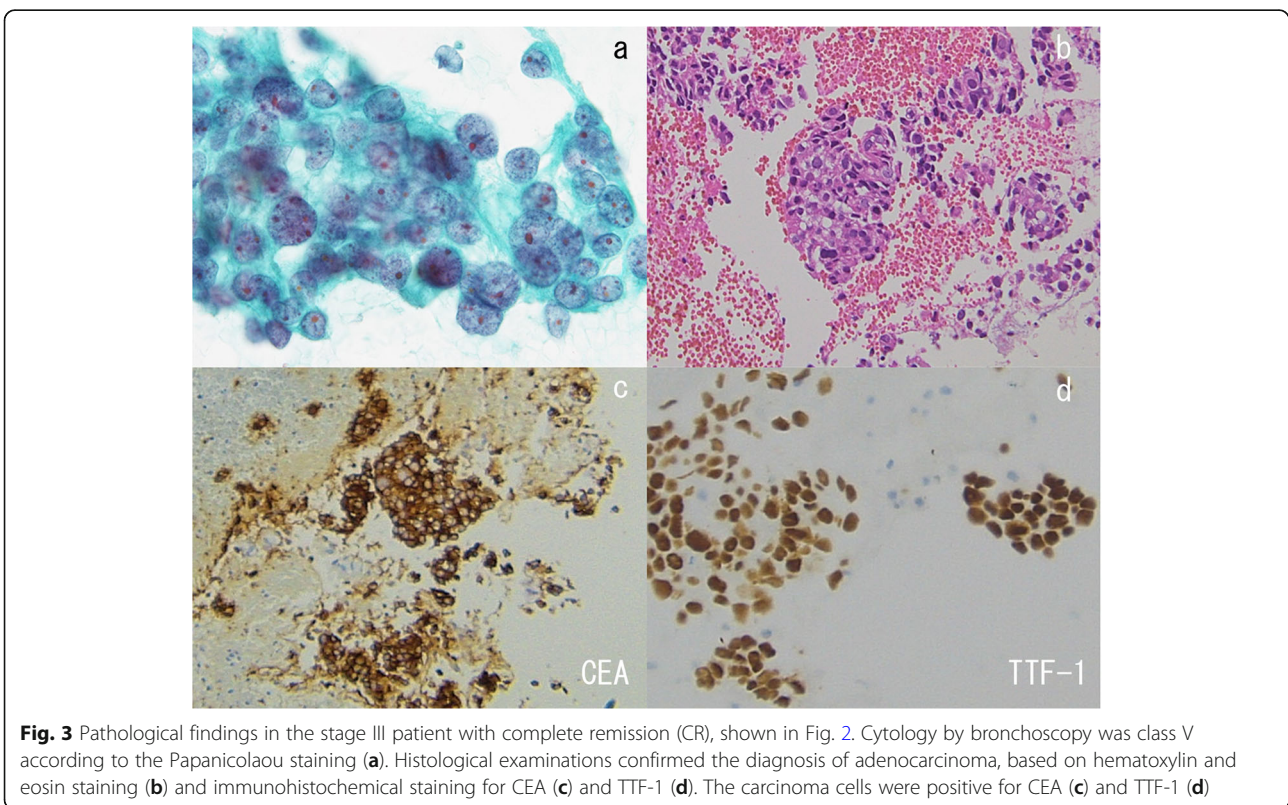 a
b
c
d
CEA
TTF-1
Fig. 3 Pathological findings in the stage III patient with complete remission (CR), shown in Fig. 2. Cytology by bronchoscopy was class V
according to the Papanicolaou staining (a). Histological examinations confirmed the diagnosis of adenocarcinoma, based on hematoxylin and
eosin staining (b) and immunohistochemical staining for CEA (c) and TTF-1 (d). The carcinoma cells were positive for CEA (c) and TTF-1 (d)